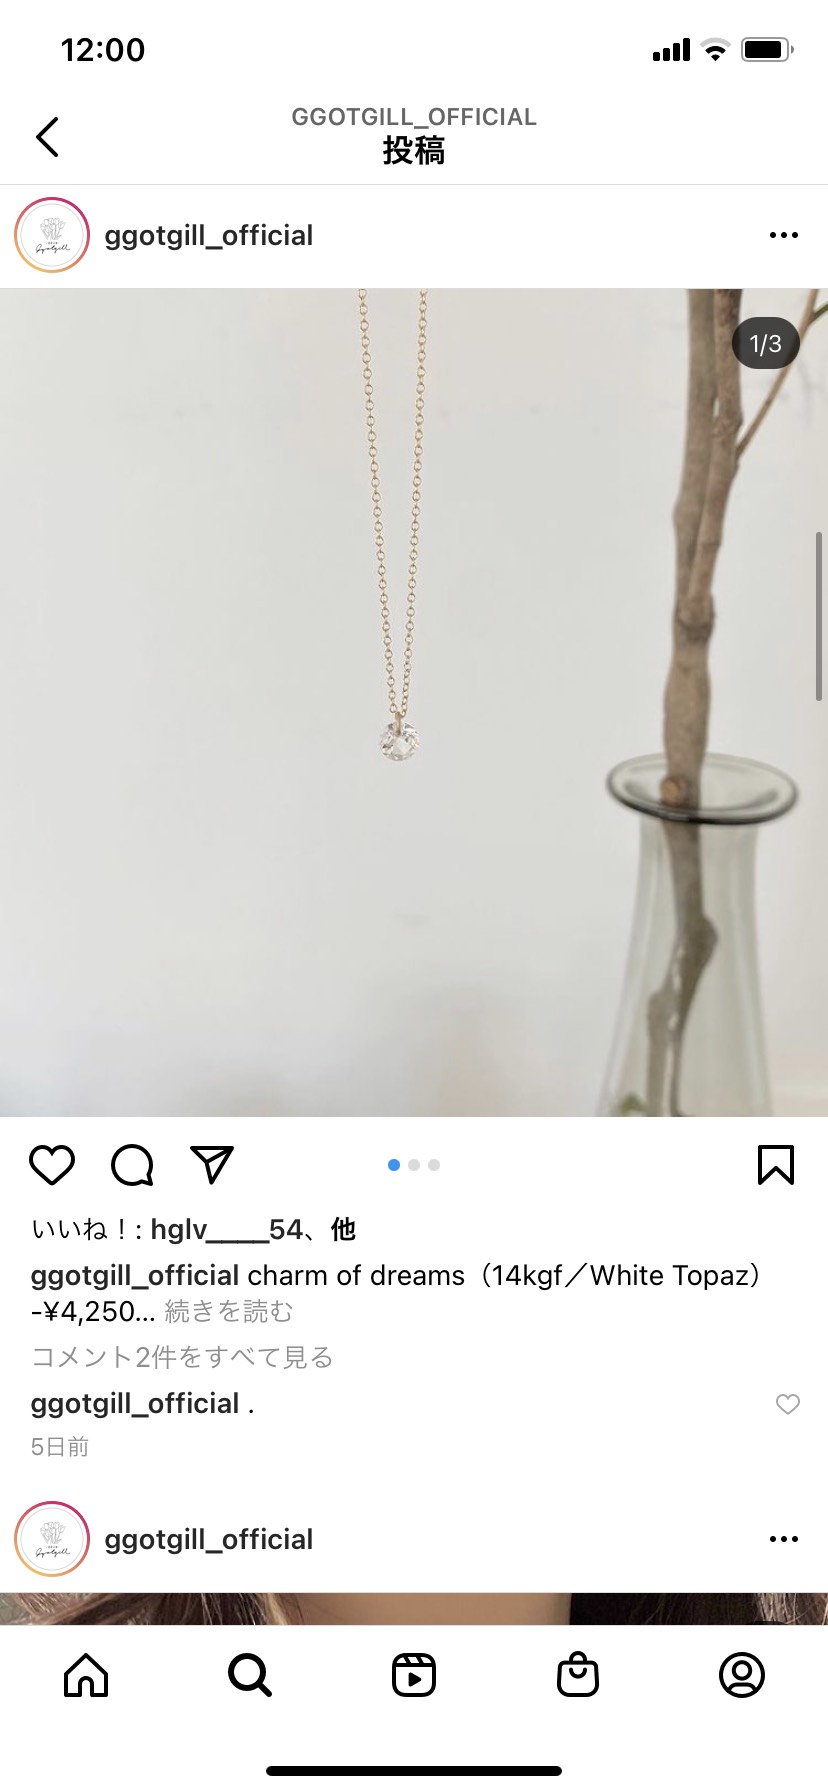 12:00
GGOTGILL_OFFICIAL
投稿
ggotgill_official
1/3
いいね！: hglv____54、他
ggotgill_official charm of dreams（14kgf／White Topaz）
-¥4,250... 続きを読む
コメント2件をすべて見る
ggotgill_official .
5日前
ggotgill_official